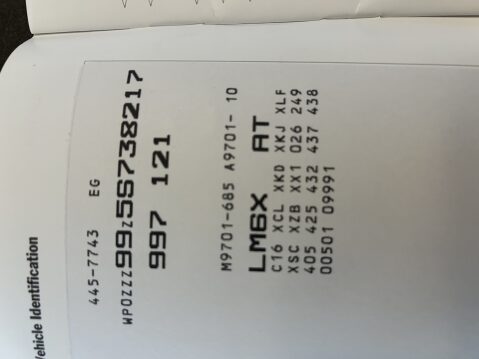 Vehicle Identification
445-7743 EG
WPOZZZ99Z5S738217
997 121
M9701-685 A9701- 10
LM6X AT
C16 XCL XKD XKJ XLF
XSC XZB XX1 026 249
405 425 432 437 438
00501 09991